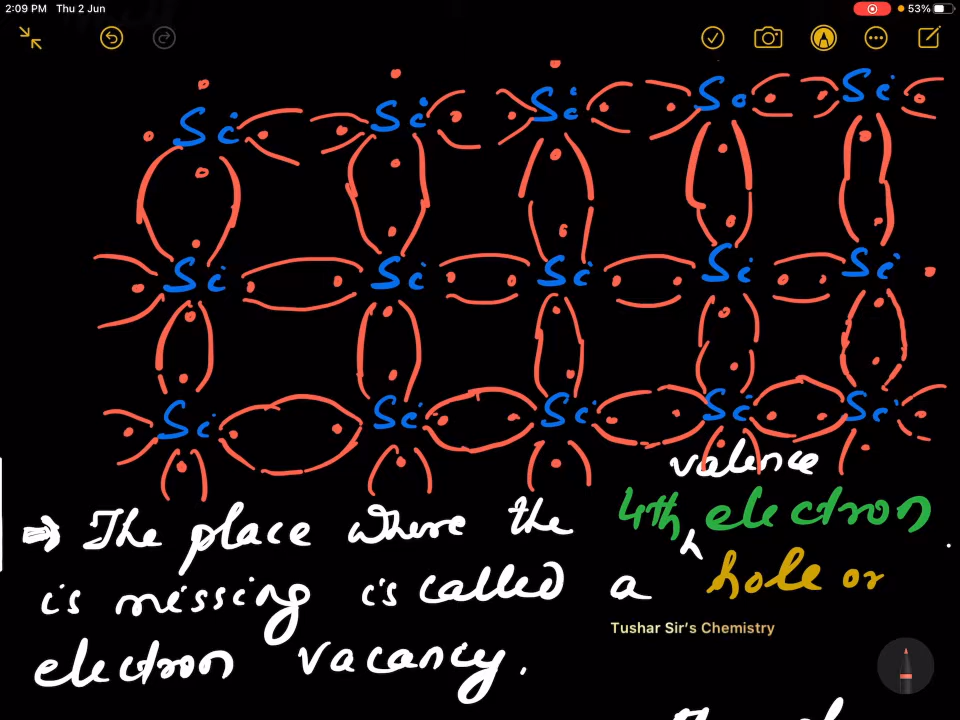 2:09 PM Thu 2 Jun 53%
Si Si Si Si Si
Si Si Si Si Si
Si Si Si Si Si
valence
⇒ The place where the 4th electron
is missing is called a hole or
Tushar Sir's Chemistry
electron vacancy.